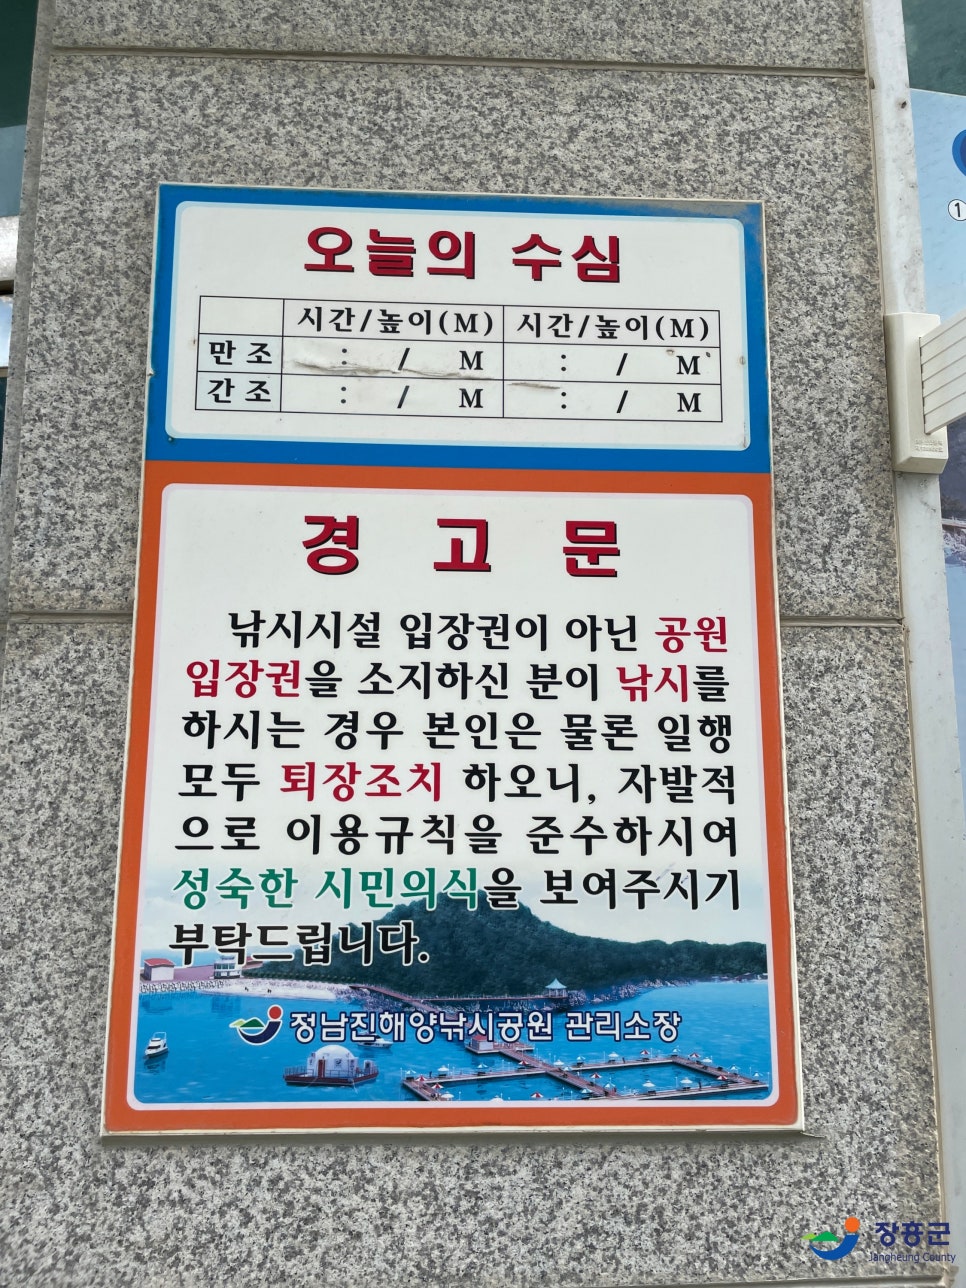 오늘의 수심
시간/높이(M) 시간/높이(M)
만조 : / M : / M
간조 : / M : / M
경고문
낚시시설 입장권이 아닌 공원
입장권을 소지하신 분이 낚시를
하시는 경우 본인은 물론 일행
모두 퇴장조치 하오니, 자발적
으로 이용규칙을 준수하시여
성숙한 시민의식을 보여주시기
부탁드립니다.
정남진해양낚시공원 관리소장
①
장흥군
Jangheung County